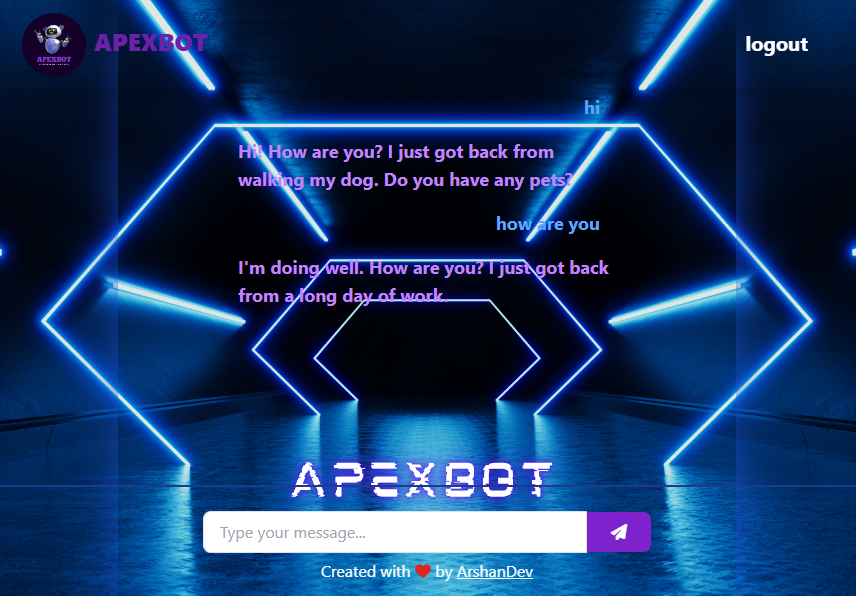 APEXBOT
APEXBOT
logout
hi
Hi! How are you? I just got back from
walking my dog. Do you have any pets?
how are you
I'm doing well. How are you? I just got back
from a long day of work.
APEXBOT
Type your message...
Created with ❤ by ArshanDev